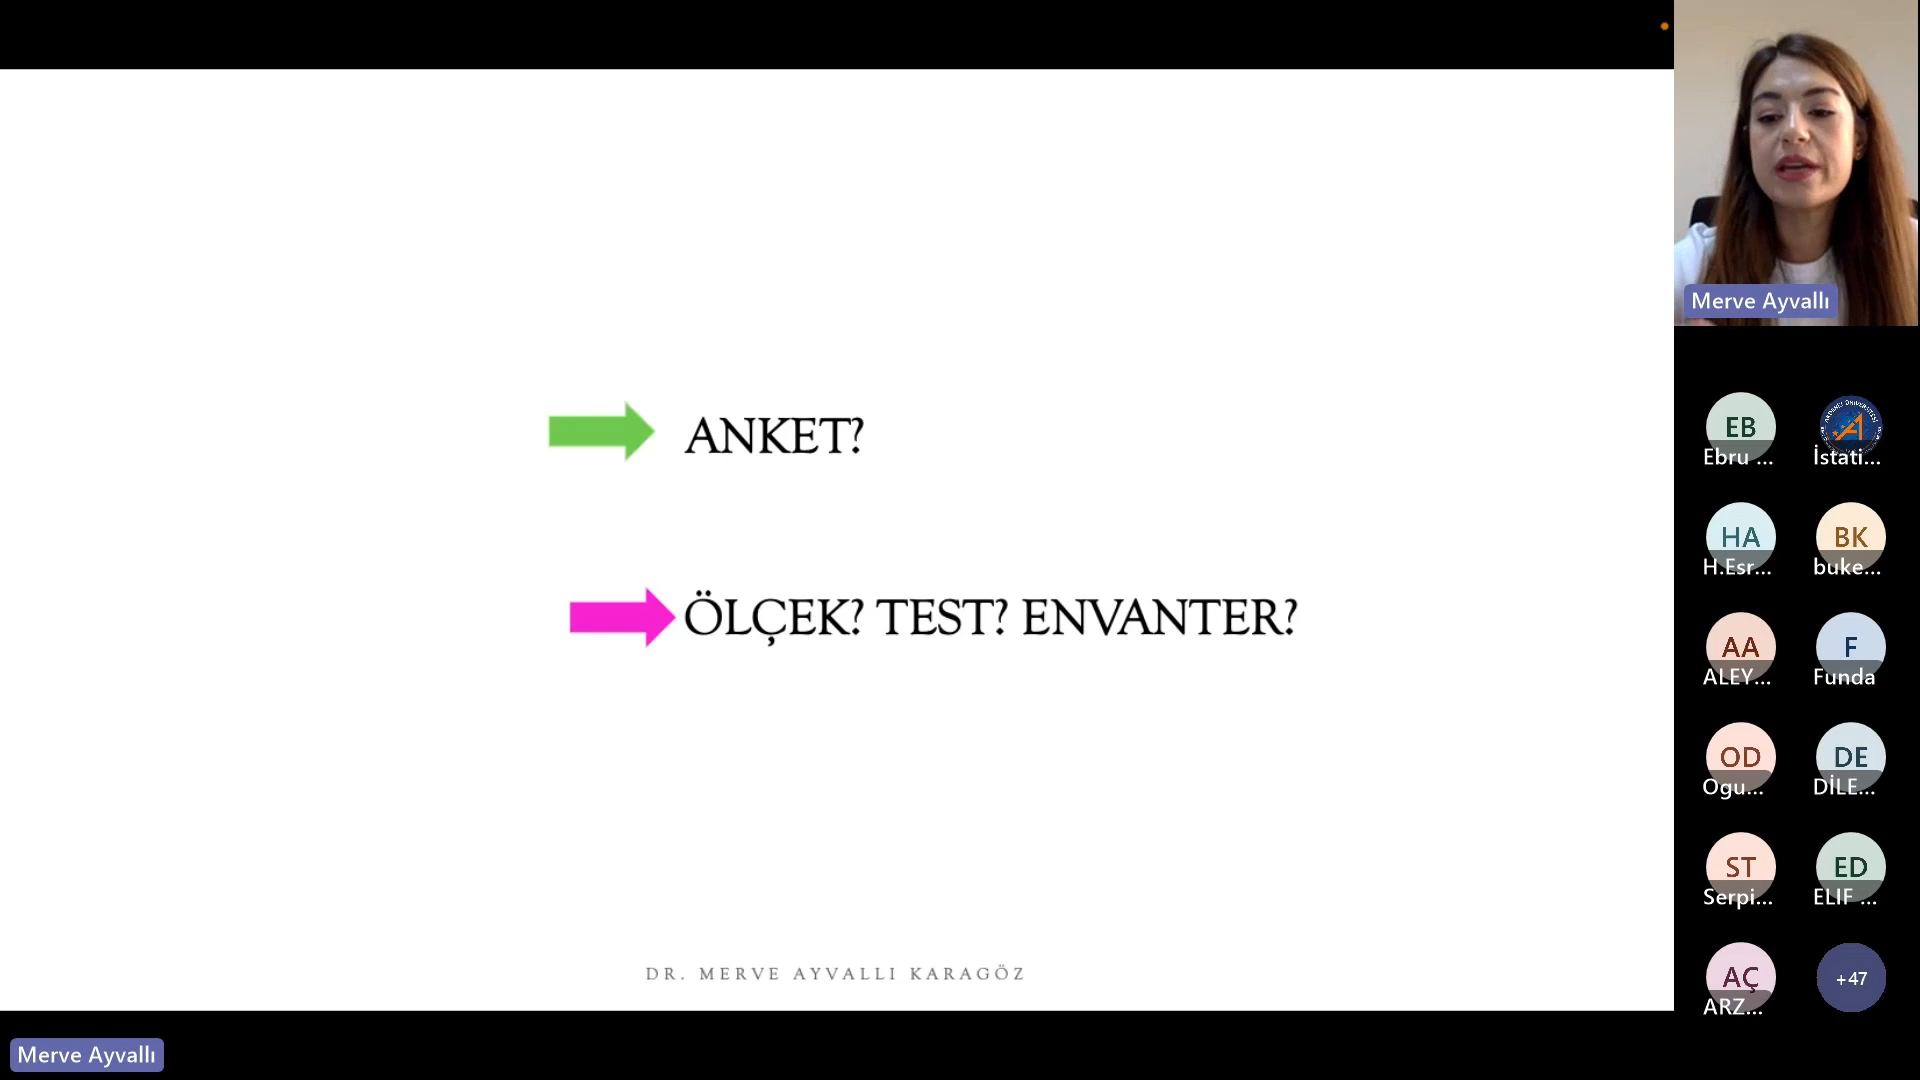 ANKET?
ÖLÇEK? TEST? ENVANTER?
DR. MERVE AYVALLI KARAGÖZ
Merve Ayvallı
Merve Ayvallı
EB
Ebru ...
İstati...
HA
H.Esr...
BK
buke...
AA
ALEY...
F
Funda
OD
Ogu...
DE
DİLE...
ST
Serpi...
ED
ELIF ...
AÇ
ARZ...
+47